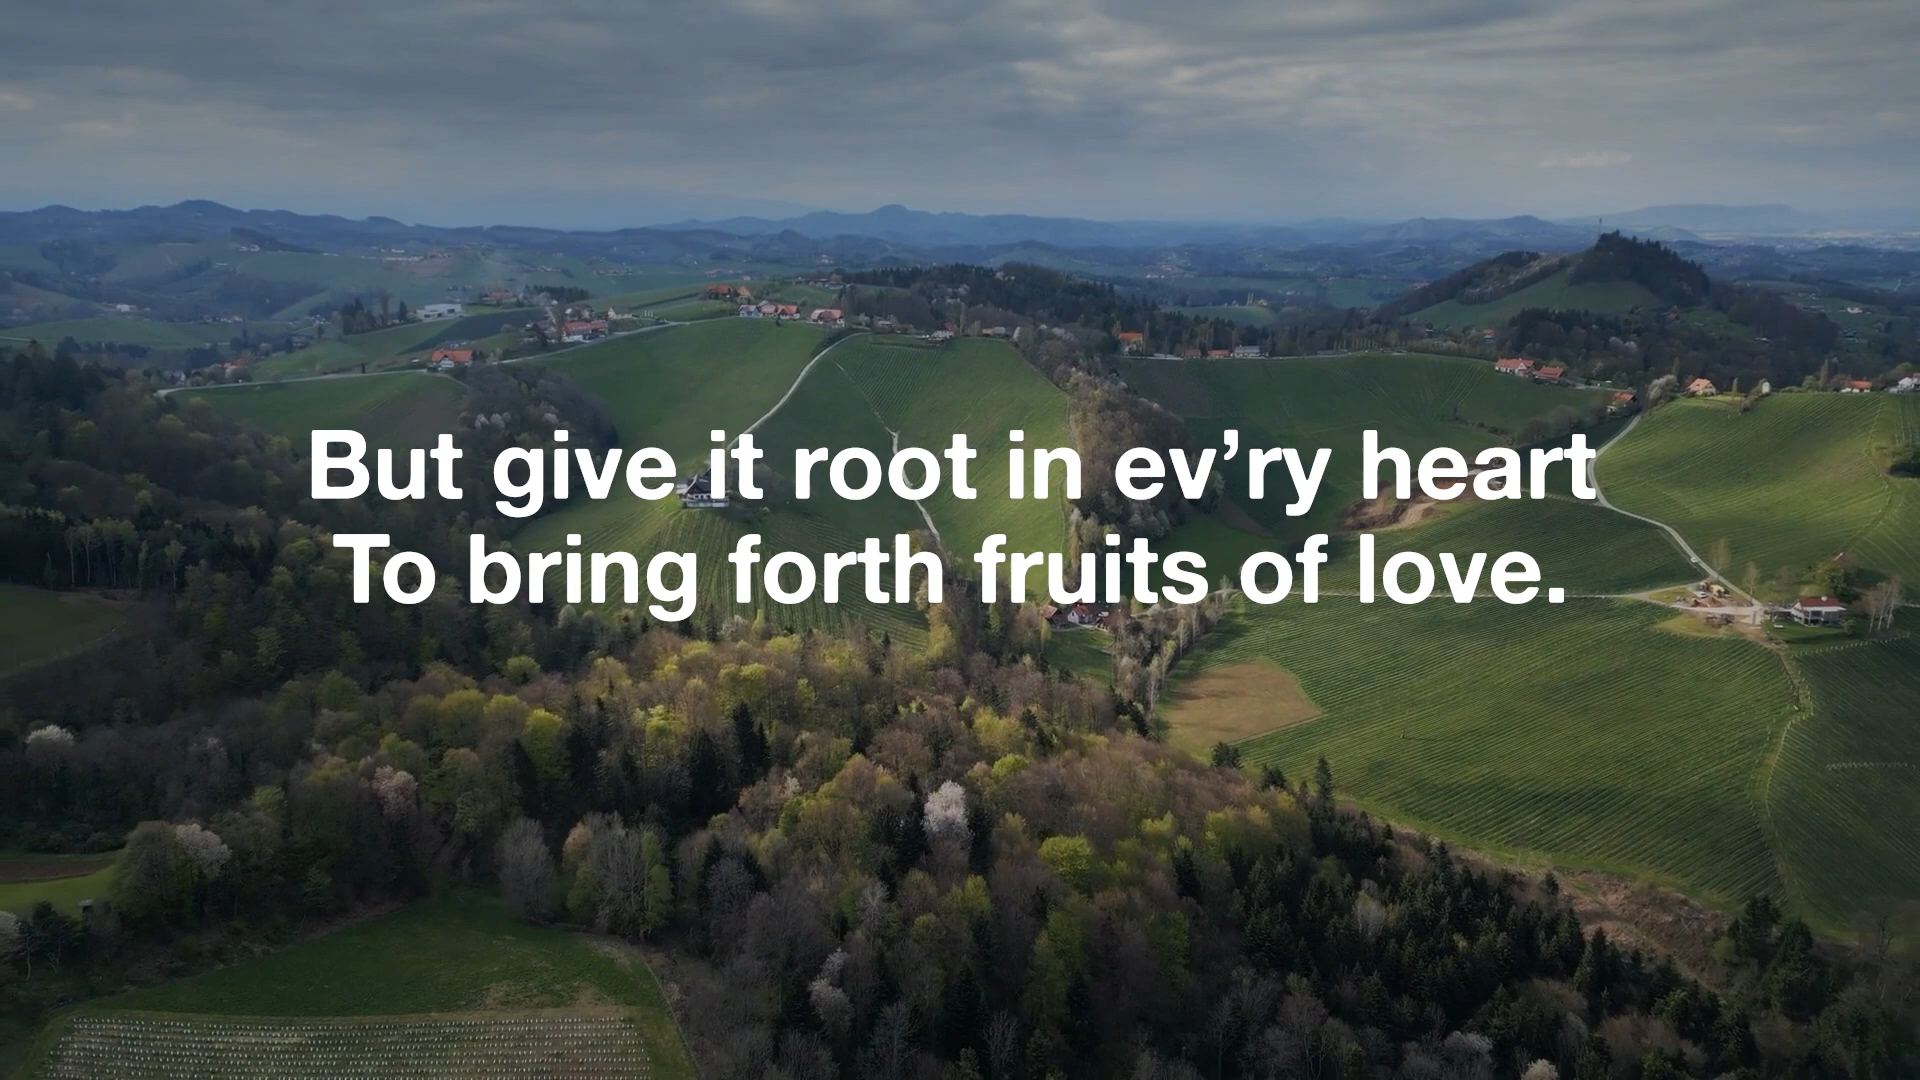 But give it root in ev’ry heart
To bring forth fruits of love.